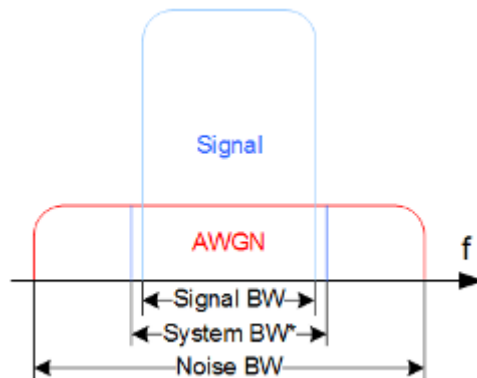 Signal
AWGN
f
Signal BW
System BW*
Noise BW